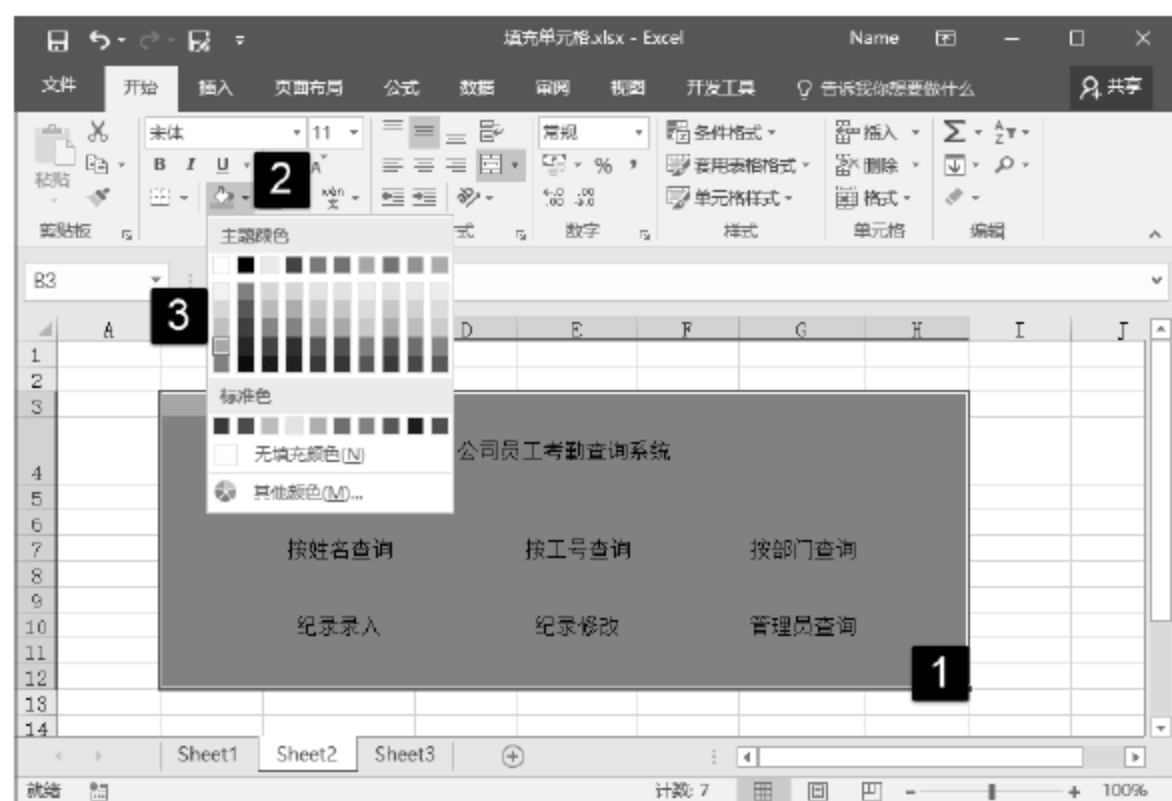 填充单元格.xlsx - Excel Name
文件 开始 插入 页面布局 公式 数据 审阅 视图 开发工具 告诉我你想要做什么 共享
宋体 11 常规 条件格式 插入
B I U 2 % 套用表格格式 删除
粘贴 wén 文 单元格样式 格式
剪贴板 式 数字 样式 单元格 编辑
主题颜色
B3
3
A D E F G H I J
1
2
标准色
3
无填充颜色(N) 公司员工考勤查询系统
4
其他颜色(M)...
5
6
7 按姓名查询 按工号查询 按部门查询
8
9
10 纪录录入 纪录修改 管理员查询
11
12 1
13
14
Sheet1 Sheet2 Sheet3
就绪 计数: 7 100%